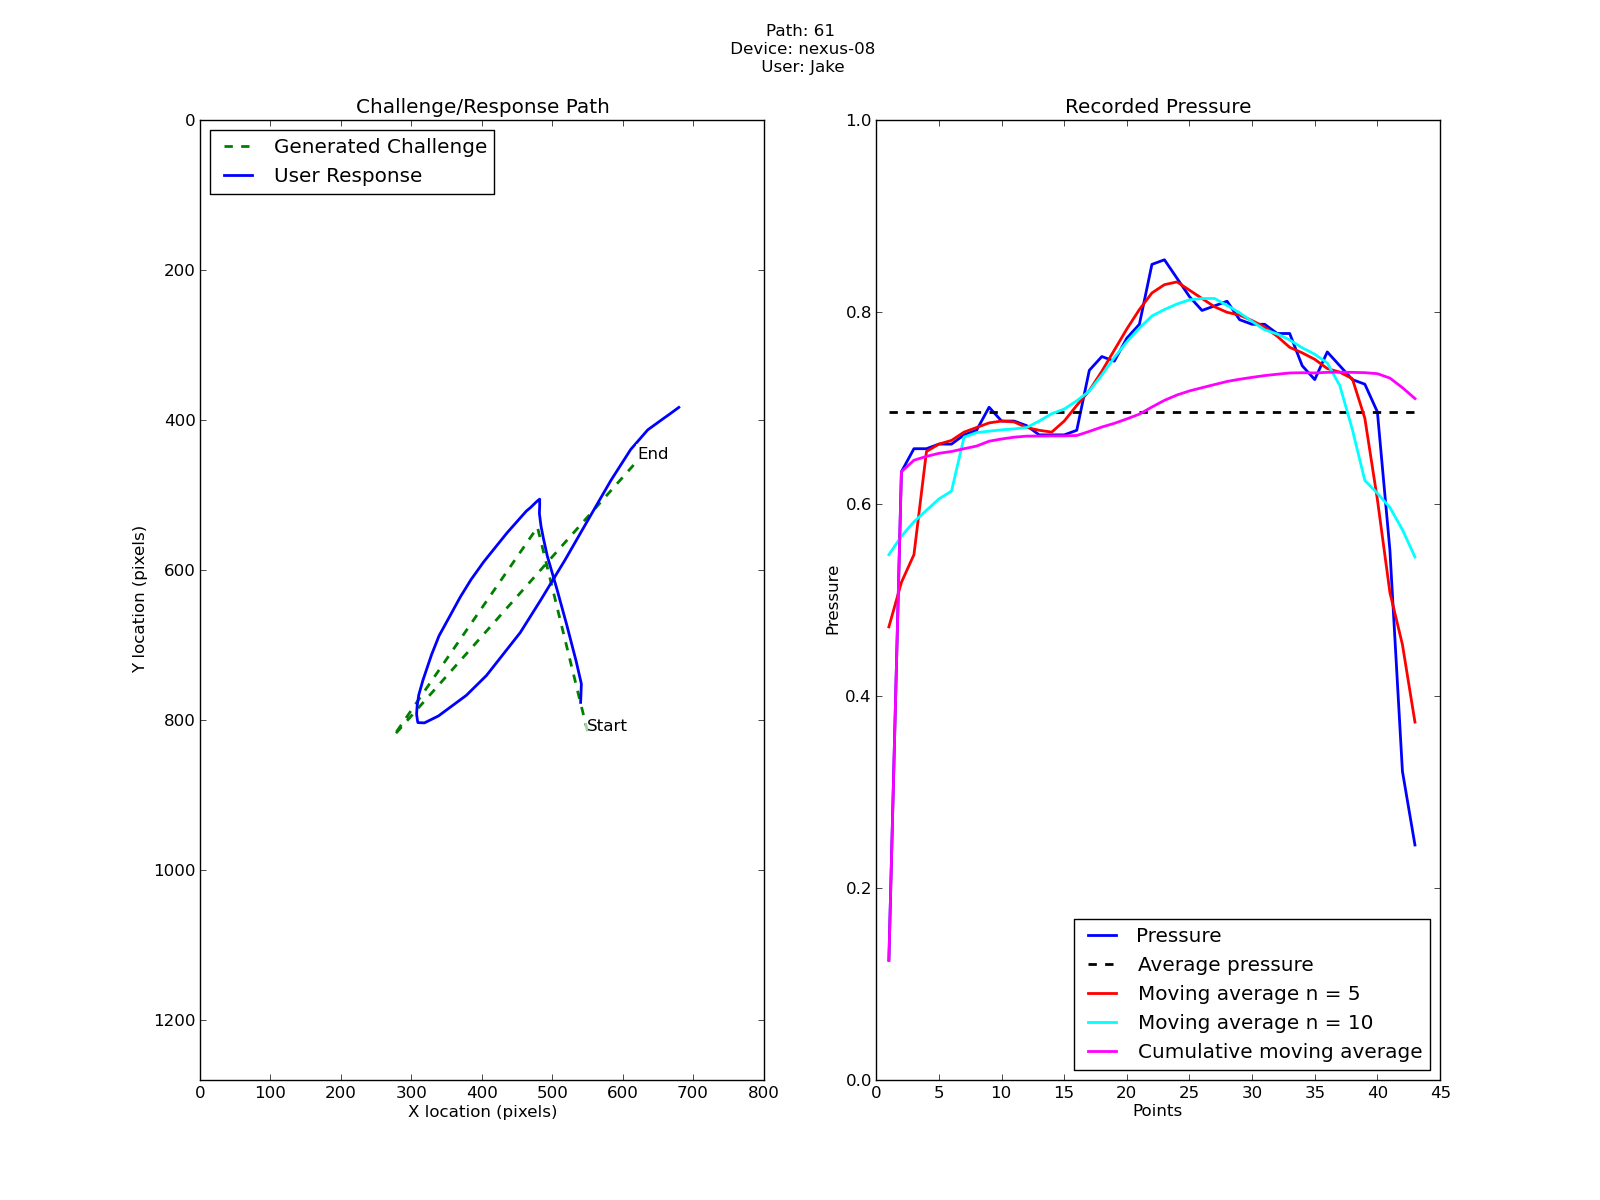 Path: 61
Device: nexus-08
User: Jake
Challenge/Response Path
Generated Challenge
User Response
0
200
400
600
800
1000
1200
Y location (pixels)
End
Start
0 100 200 300 400 500 600 700 800
X location (pixels)
Recorded Pressure
1.0
0.8
0.6
0.4
0.2
0.0
Pressure
Pressure
Average pressure
Moving average n = 5
Moving average n = 10
Cumulative moving average
0 5 10 15 20 25 30 35 40 45
Points